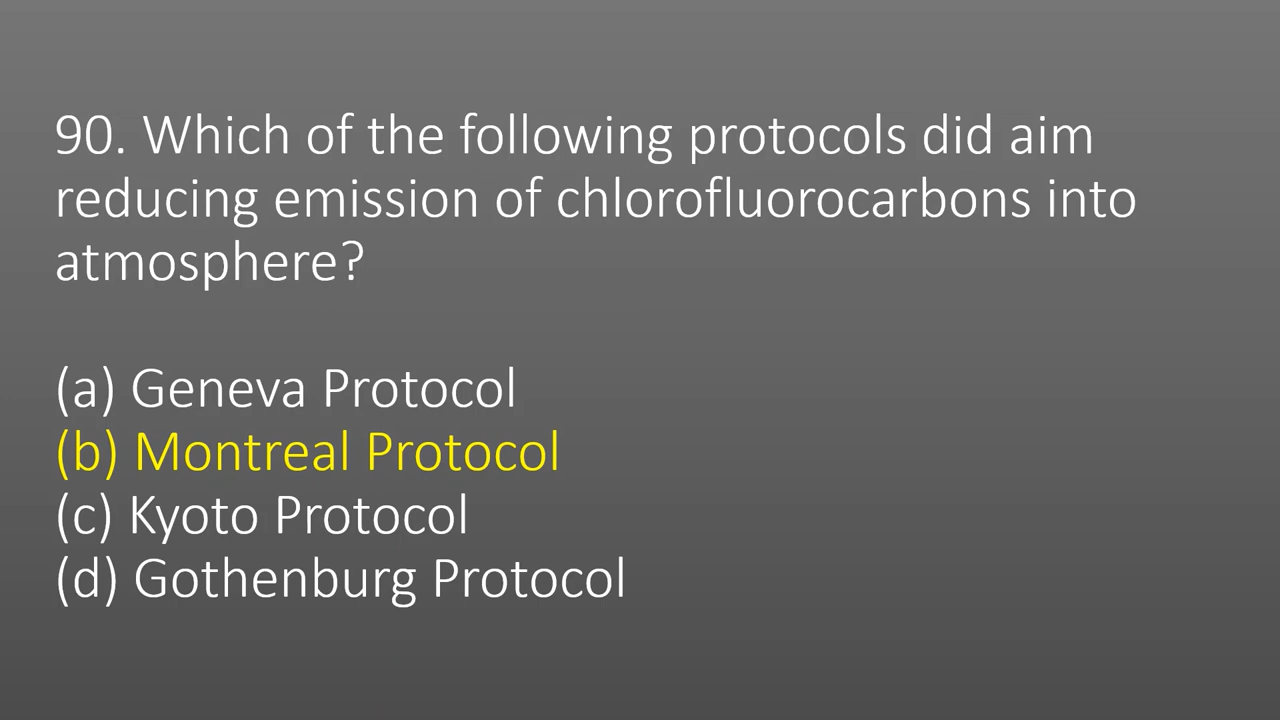 90. Which of the following protocols did aim
reducing emission of chlorofluorocarbons into
atmosphere?
(a) Geneva Protocol
(b) Montreal Protocol
(c) Kyoto Protocol
(d) Gothenburg Protocol